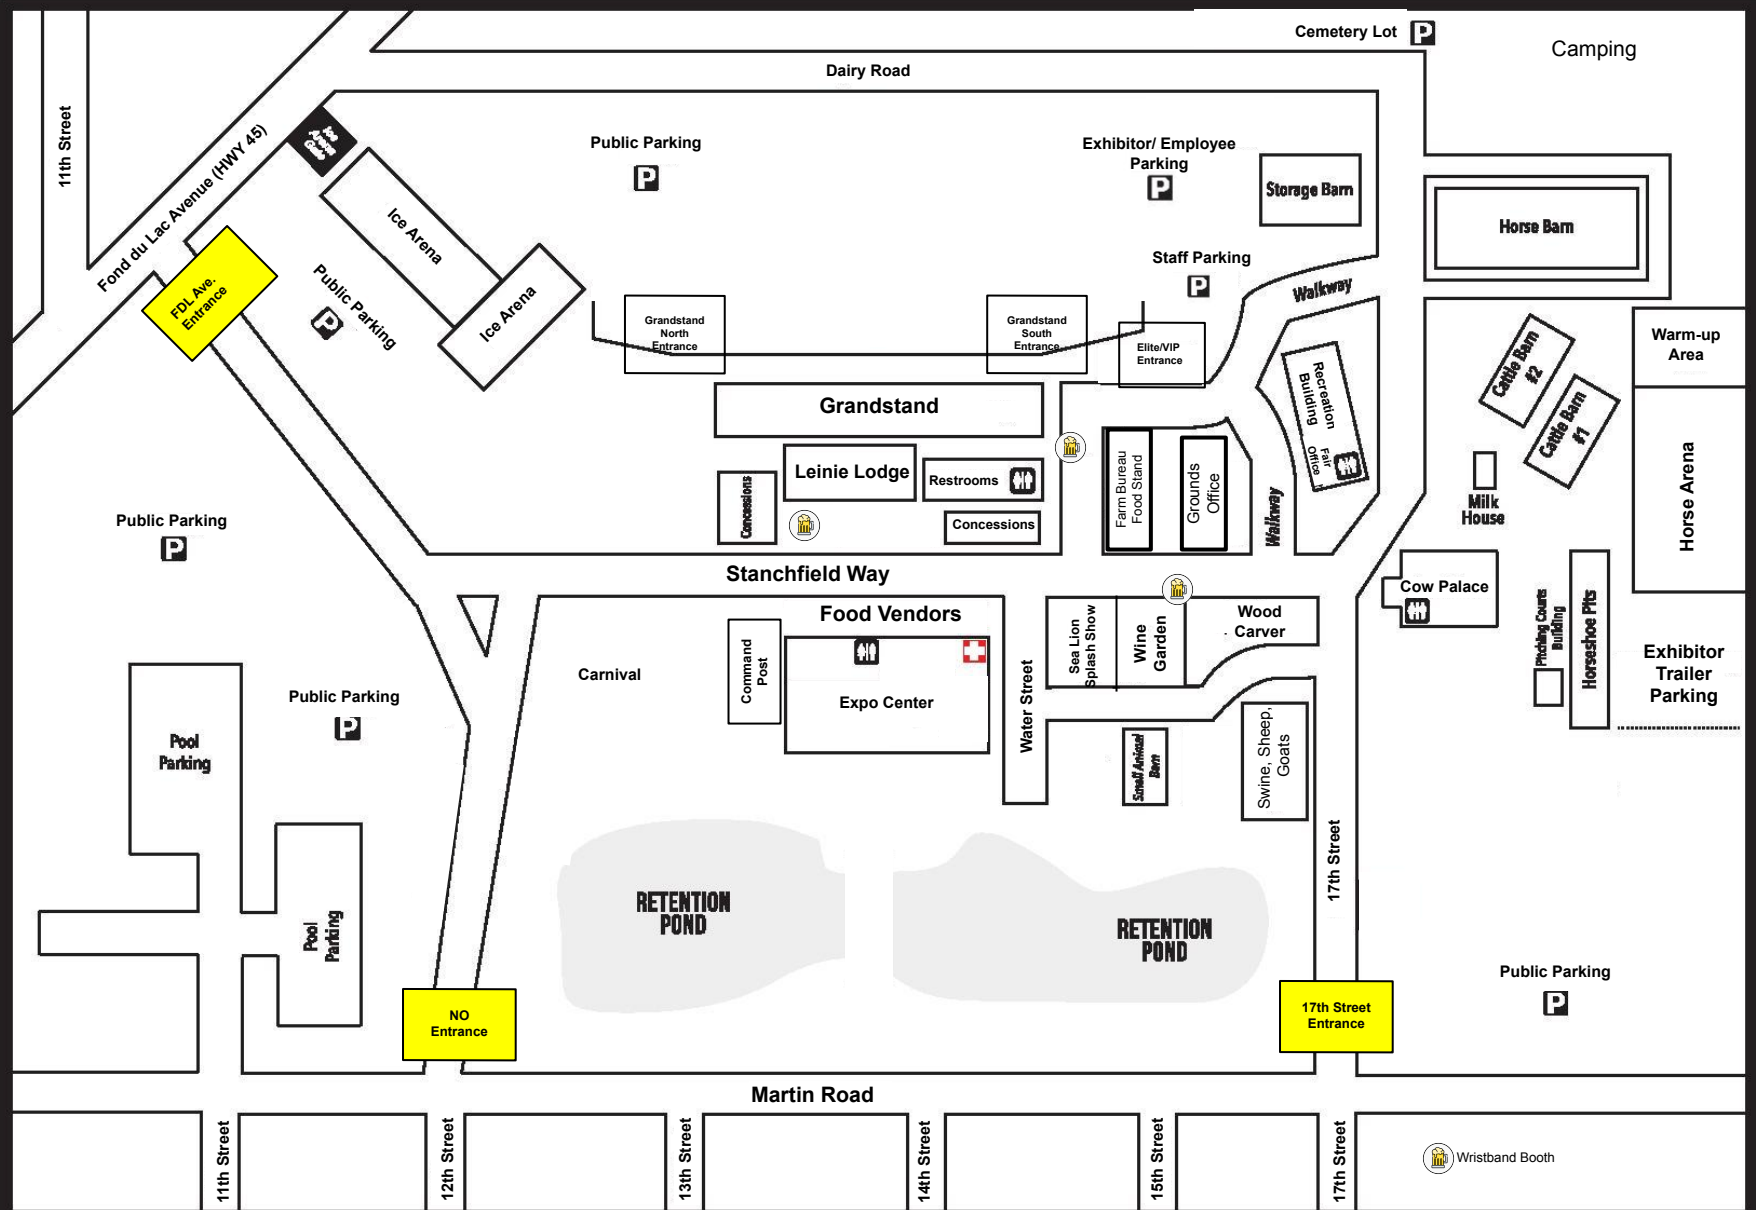 Cemetery Lot P
Camping
Dairy Road
11th Street
Fond du Lac Avenue (HWY 45)
Ice
Arena
Public Parking
P
Exhibitor/ Employee
Parking
P
Storage Barn
Horse Barn
Ice Arena
Ice Arena
FDL Ave.
Entrance
Public Parking
P
Staff Parking
P
Walkway
Grandstand
North
Entrance
Grandstand
South
Entrance
Elite/VIP
Entrance
Warm-up
Area
Cattle Barn
#2
Cattle Barn
#1
Recreation
Building
Fair
Office
Grandstand
Leinie Lodge
Restrooms
Concessions
Concessions
Farm Bureau
Food Stand
Grounds
Office
Walkway
Milk
House
Horse Arena
Public Parking
P
Stanchfield Way
Food Vendors
Cow Palace
Pitching Courts
Building
Horseshoe Pits
Sea Lion
Splash Show
Wine
Garden
Wood
Carver
Exhibitor
Trailer
Parking
Carnival
Command
Post
Expo Center
Water Street
Public Parking
P
Pool
Parking
Small Animal
Barn
Swine, Sheep,
Goats
17th Street
Pool
Parking
RETENTION
POND
RETENTION
POND
Public Parking
P
NO
Entrance
17th Street
Entrance
Martin Road
11th Street
12th Street
13th Street
14th Street
15th Street
17th Street
Wristband Booth